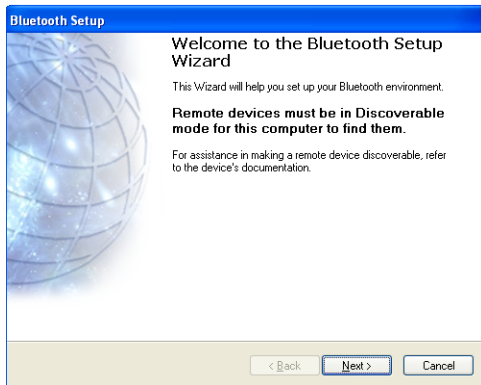 Bluetooth Setup
Welcome to the Bluetooth Setup
Wizard
This Wizard will help you set up your Bluetooth environment.
Remote devices must be in Discoverable
mode for this computer to find them.
For assistance in making a remote device discoverable, refer
to the device's documentation.
< Back Next > Cancel